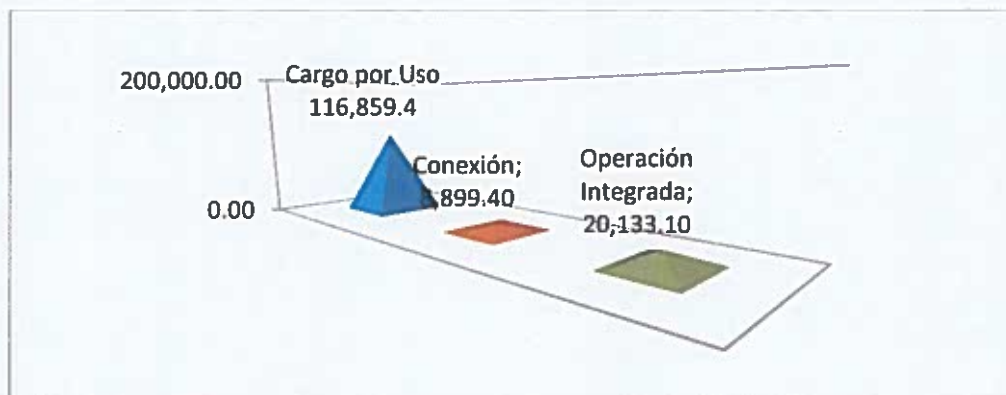 200,000.00
Cargo por Uso
116,859.4
Conexión;
,899.40
Operación
Integrada;
20,133.10
0.00